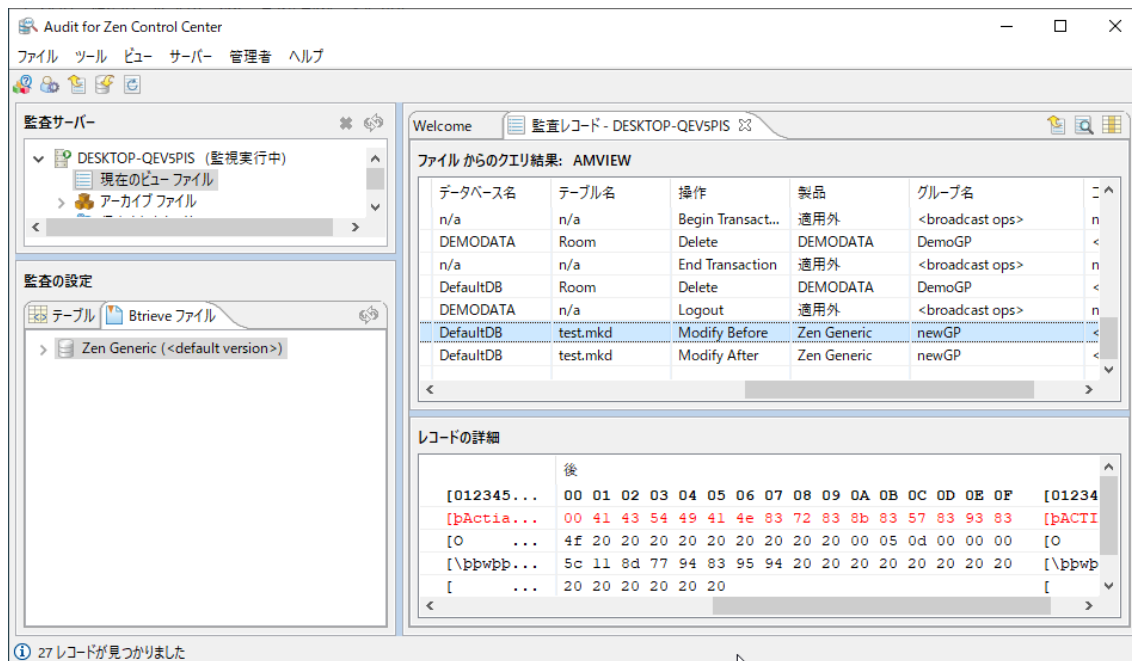 Audit for Zen Control Center
ファイル ツール ビュー サーバー 管理者 ヘルプ
監査サーバー
DESKTOP-QEV5PIS (監視実行中)
現在のビュー ファイル
アーカイブ ファイル
監査の設定
テーブル Btrieve ファイル
Zen Generic (<default version>)
Welcome 監査レコード - DESKTOP-QEV5PIS
ファイル からのクエリ結果: AMVIEW
データベース名 テーブル名 操作 製品 グループ名
n/a n/a Begin Transact... 適用外 <broadcast ops> n
DEMODATA Room Delete DEMODATA DemoGP <
n/a n/a End Transaction 適用外 <broadcast ops> n
DefaultDB Room Delete DEMODATA DemoGP <
DEMODATA n/a Logout 適用外 <broadcast ops> n
DefaultDB test.mkd Modify Before Zen Generic newGP <
DefaultDB test.mkd Modify After Zen Generic newGP <
レコードの詳細
後
[012345... 00 01 02 03 04 05 06 07 08 09 0A 0B 0C 0D 0E 0F [01234
[þActia... 00 41 43 54 49 41 4e 83 72 83 8b 83 57 83 93 83 [þACTI
[O ... 4f 20 20 20 20 20 20 20 20 20 00 05 0d 00 00 00 [O
[\þþwþþ... 5c 11 8d 77 94 83 95 94 20 20 20 20 20 20 20 20 [\þþwþ
[ ... 20 20 20 20 20 20 [
27 レコードが見つかりました